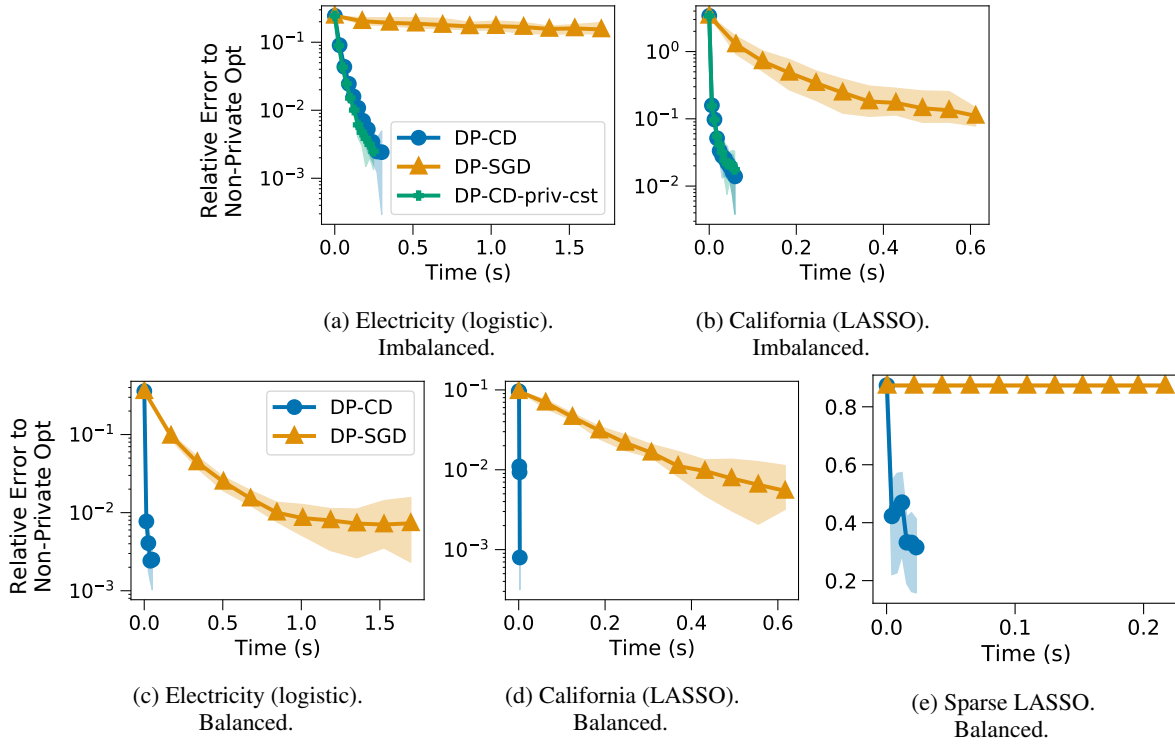 Relative Error to
Non-Private Opt
10⁻¹
10⁻²
10⁻³
DP-CD
DP-SGD
DP-CD-priv-cst
0.0 0.5 1.0 1.5
Time (s)
(a) Electricity (logistic).
Imbalanced.
10⁰
10⁻¹
10⁻²
0.0 0.2 0.4 0.6
Time (s)
(b) California (LASSO).
Imbalanced.
Relative Error to
Non-Private Opt
10⁻¹
10⁻²
10⁻³
DP-CD
DP-SGD
0.0 0.5 1.0 1.5
Time (s)
(c) Electricity (logistic).
Balanced.
10⁻¹
10⁻²
10⁻³
0.0 0.2 0.4 0.6
Time (s)
(d) California (LASSO).
Balanced.
0.8
0.6
0.4
0.2
0.0 0.1 0.2
Time (s)
(e) Sparse LASSO.
Balanced.